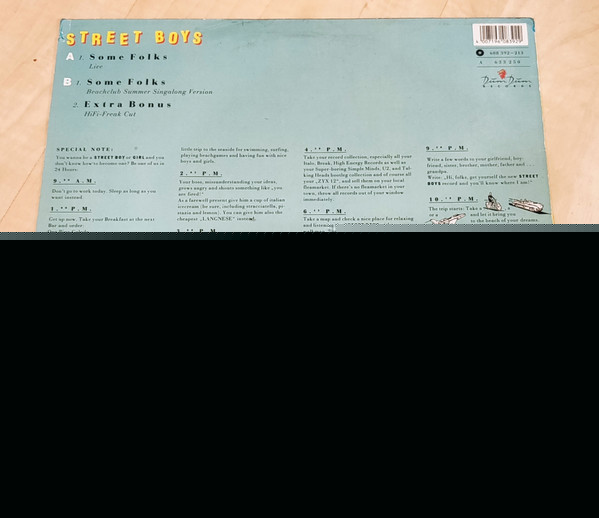 STREET BOYS
A 1. Some Folks
Live
B 1. Some Folks
Beachclub Summer Singalong Version
2. Extra Bonus
HiFi-Freak Cut
Dum Dum
RECORDS
SPECIAL NOTE:
You wanna be a STREET BOY or GIRL and you
don't know how to become one? Be one of us in
24 Hours:
9.°° A.M.
Don't go to work today. Sleep as long as you
want instead.
1.°° P.M.
Get up now. Take your Breakfast at the next
Bar and order:
little trip to the seaside for swimming, surfing,
playing beachgames and having fun with nice
boys and girls.
2.°° P.M.
Your boss, misunderstanding your ideas,
grows angry and shouts something like „you
are fired!"
As a farewell present give him a cup of italian
icecream (be sure, including stracciatella, pi-
stazia and lemon). You can give him also the
cheapest „LANGNESE" instead.
4.°° P.M.
Take your record collection, especially all your
Italo, Break, High Energy Records as well as
your Super-boring Simple Minds, U2, and Tal-
king Heads bootleg collection and of course all
your „ZYX 12", and sell them on your local
fleamarket. If there's no fleamarket in your
town, throw all records out of your window
immediately.
6.°° P.M.
Take a map and check a nice place for relaxing
9.°° P.M.
Write a few words to your girlfriend, boy-
friend, sister, brother, mother, father and . . .
grandpa.
Write: „Hi, folks, get yourself the new STREET
BOYS record and you'll know where I am!"
10.°° P.M.
The trip starts: Take a
or a
and let it bring you
to the beach of your dreams.